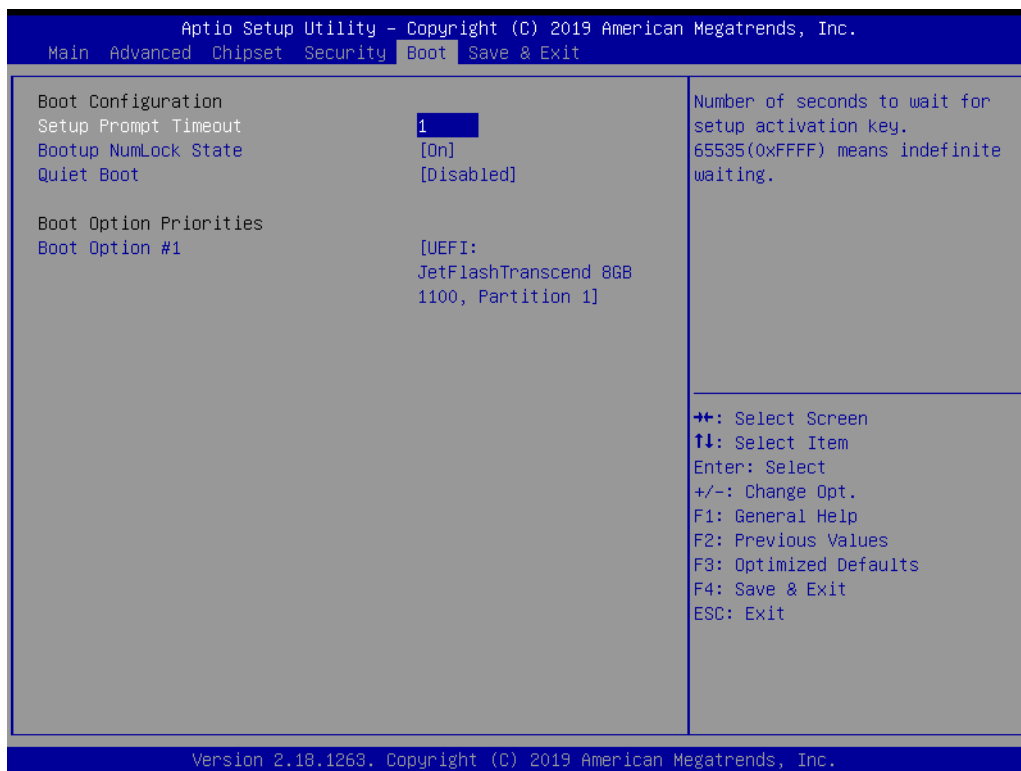 Aptio Setup Utility – Copyright (C) 2019 American Megatrends, Inc.
Main Advanced Chipset Security Boot Save & Exit
Boot Configuration
Setup Prompt Timeout 1
Bootup NumLock State [On]
Quiet Boot [Disabled]
Boot Option Priorities
Boot Option #1 [UEFI:
JetFlashTranscend 8GB
1100, Partition 1]
Number of seconds to wait for
setup activation key.
65535(0xFFFF) means indefinite
waiting.
→←: Select Screen
↑↓: Select Item
Enter: Select
+/-: Change Opt.
F1: General Help
F2: Previous Values
F3: Optimized Defaults
F4: Save & Exit
ESC: Exit
Version 2.18.1263. Copyright (C) 2019 American Megatrends, Inc.